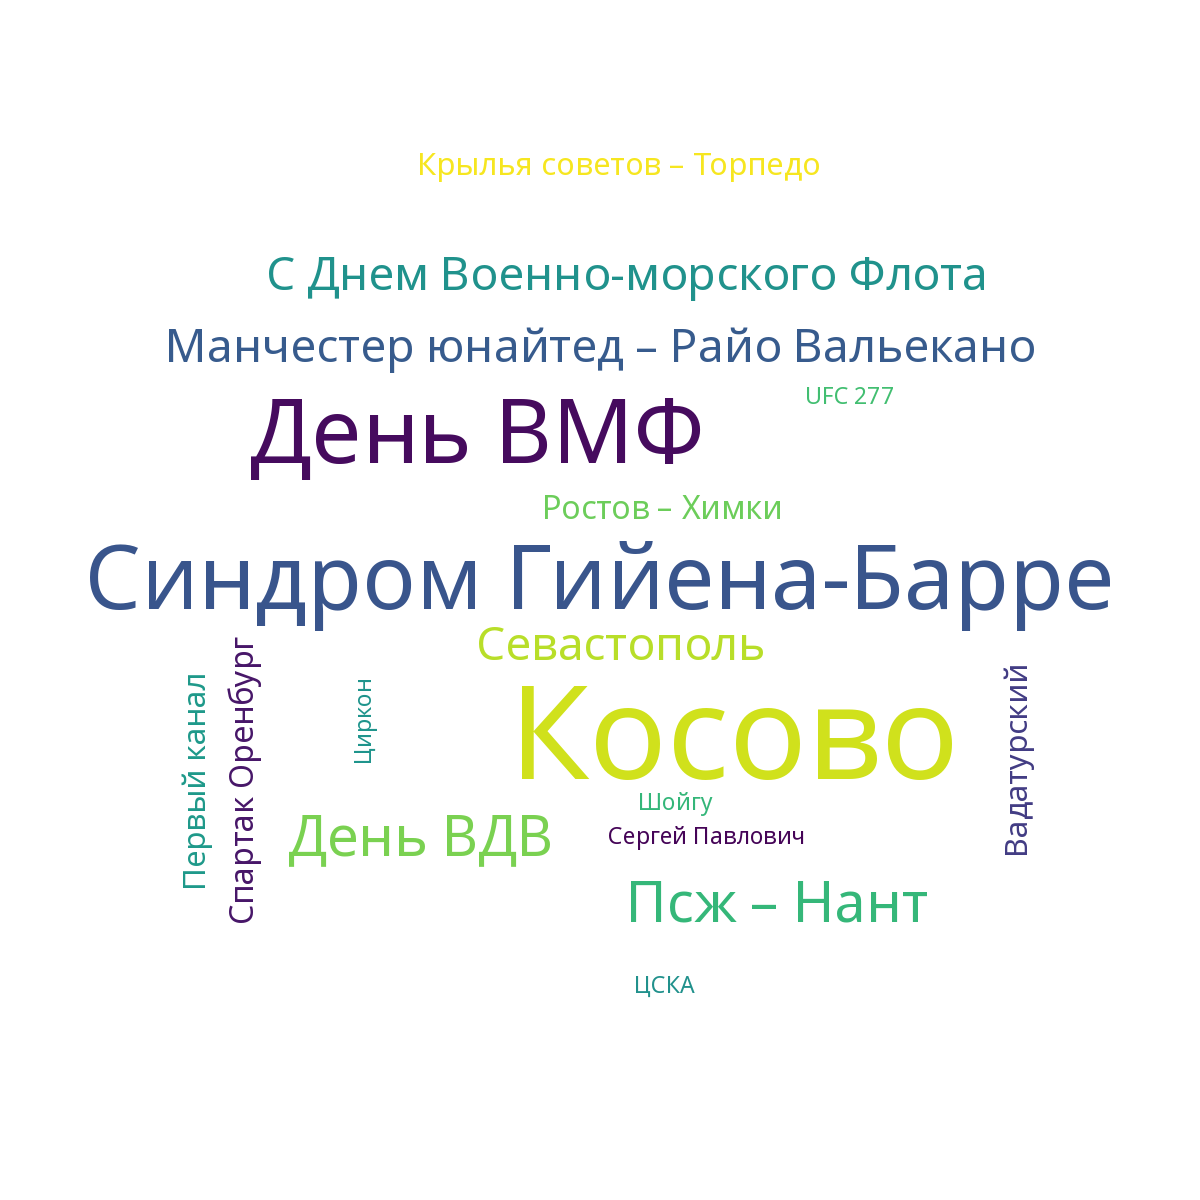 Крылья советов – Торпедо
С Днем Военно-морского Флота
Манчестер юнайтед – Райо Вальекано
UFC 277
День ВМФ
Ростов – Химки
Синдром Гийена-Барре
Севастополь
Первый канал
Спартак Оренбург
Циркон
Косово
Вадатурский
Шойгу
День ВДВ
Сергей Павлович
Псж – Нант
ЦСКА